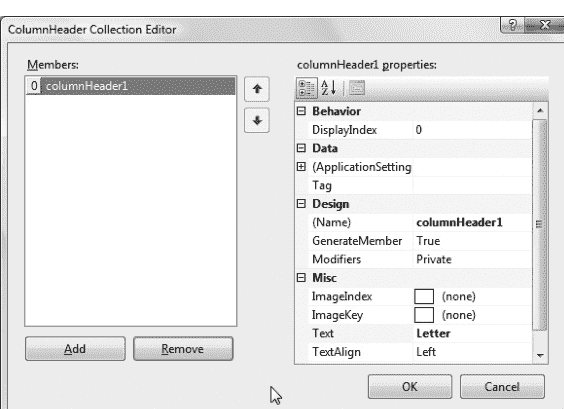 ColumnHeader Collection Editor
Members:
0 columnHeader1
Add Remove
columnHeader1 properties:
Behavior
DisplayIndex 0
Data
(ApplicationSetting
Tag
Design
(Name) columnHeader1
GenerateMember True
Modifiers Private
Misc
ImageIndex (none)
ImageKey (none)
Text Letter
TextAlign Left
OK Cancel